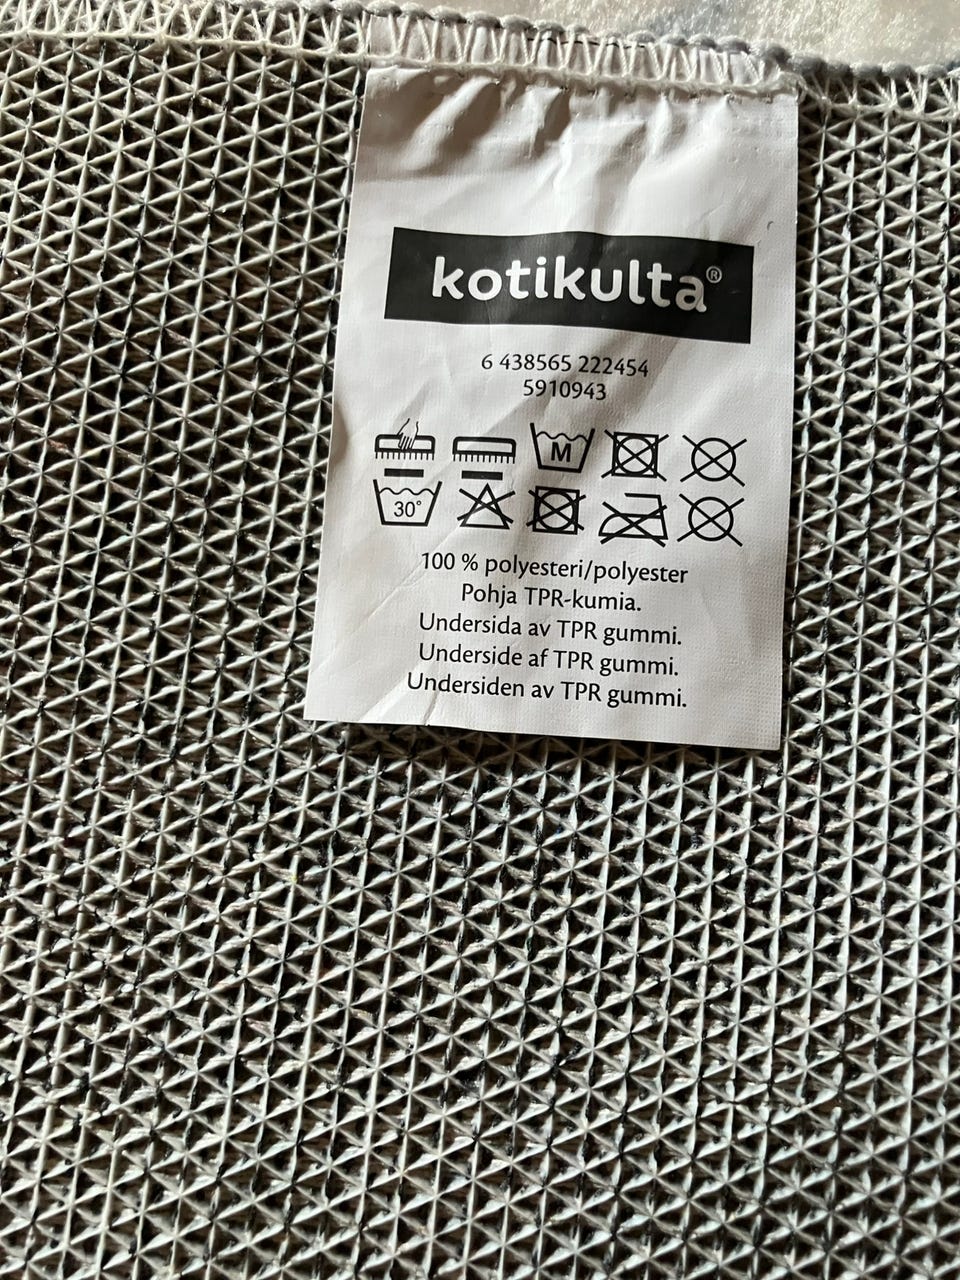 kotikulta®
6 438565 222454
5910943
M
30°
100 % polyesteri/polyester
Pohja TPR-kumia.
Undersida av TPR gummi.
Underside af TPR gummi.
Undersiden av TPR gummi.